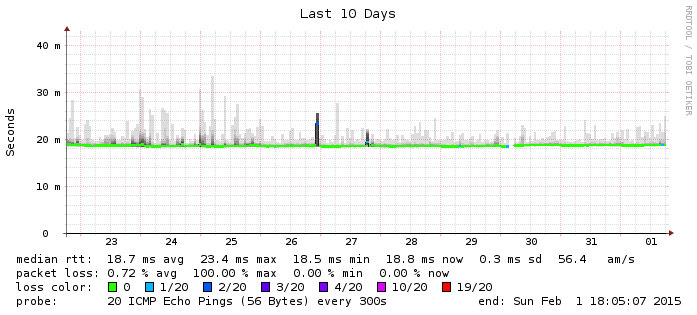 Last 10 Days
RRDTOOL / TOBI OETIKER
Seconds
40 m
30 m
20 m
10 m
0
23 24 25 26 27 28 29 30 31 01
median rtt: 18.7 ms avg 23.4 ms max 18.5 ms min 18.8 ms now 0.3 ms sd 56.4 am/s
packet loss: 0.72 % avg 100.00 % max 0.00 % min 0.00 % now
loss color: 0 1/20 2/20 3/20 4/20 10/20 19/20
probe: 20 ICMP Echo Pings (56 Bytes) every 300s end: Sun Feb 1 18:05:07 2015